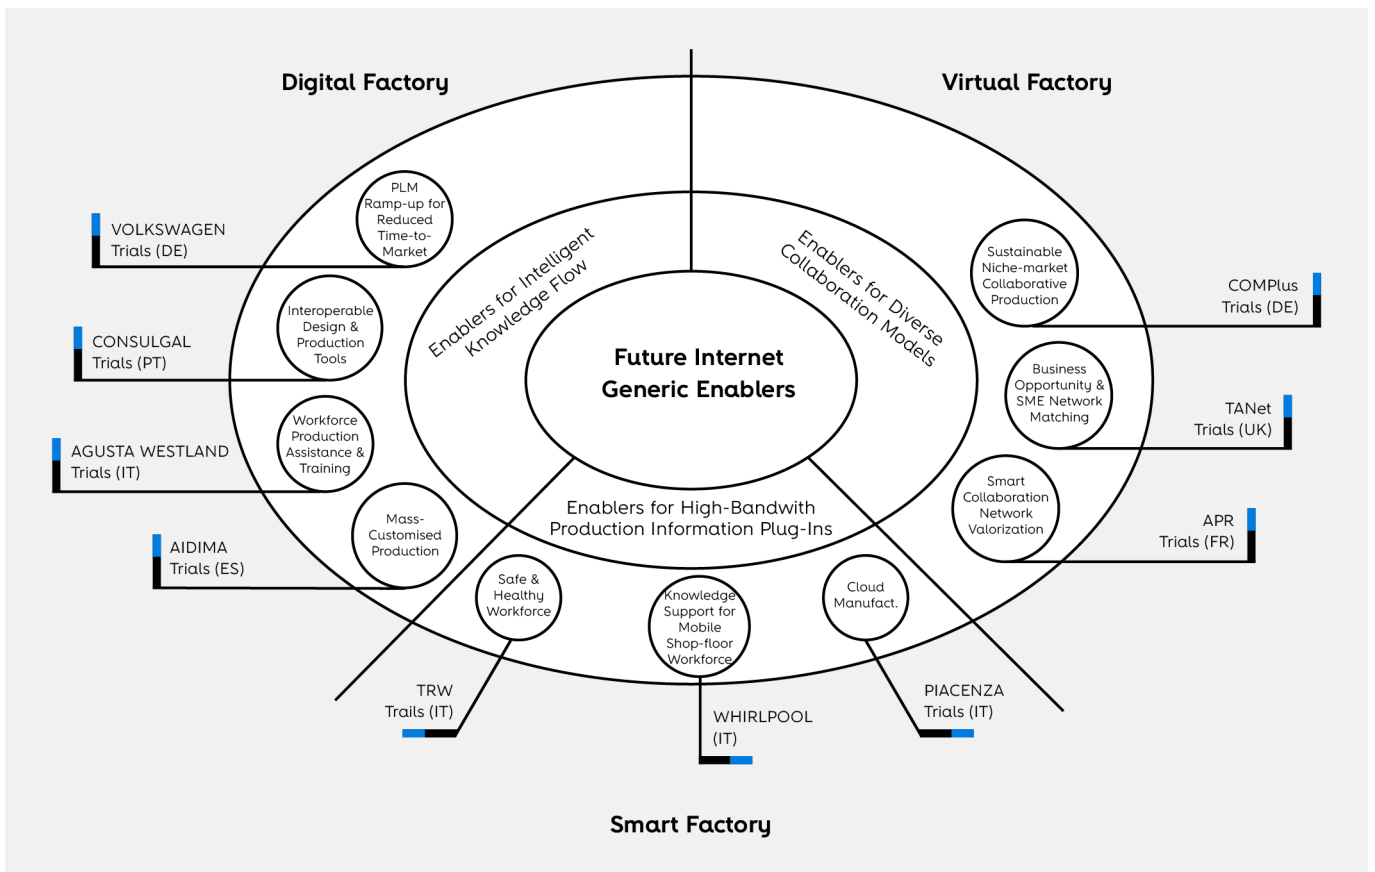 Digital Factory
Virtual Factory
PLM
Ramp-up for
Reduced
Time-to-
Market
VOLKSWAGEN
Trials (DE)
Interoperable
Design &
Production
Tools
CONSULGAL
Trials (PT)
Workforce
Production
Assistance &
Training
AGUSTA WESTLAND
Trials (IT)
Mass-
Customised
Production
AIDIMA
Trials (ES)
Enablers for Intelligent
Knowledge Flow
Enablers for Diverse
Collaboration Models
Future Internet
Generic Enablers
Enablers for High-Bandwith
Production Information Plug-Ins
Sustainable
Niche-market
Collaborative
Production
COMPlus
Trials (DE)
Business
Opportunity &
SME Network
Matching
TANet
Trials (UK)
Smart
Collaboration
Network
Valorization
APR
Trials (FR)
Safe &
Healthy
Workforce
TRW
Trails (IT)
Knowledge
Support for
Mobile
Shop-floor
Workforce
WHIRLPOOL
(IT)
Cloud
Manufact.
PIACENZA
Trials (IT)
Smart Factory